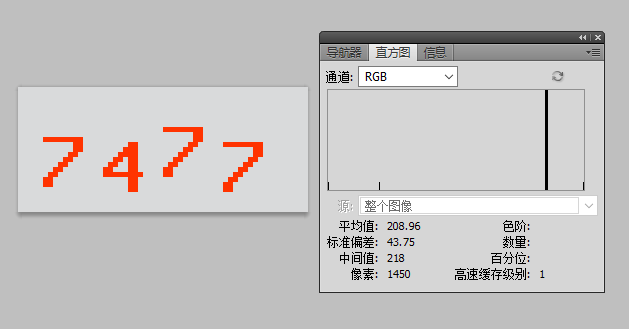 7477
导航器 直方图 信息
通道: RGB
源: 整个图像
平均值: 208.96 色阶:
标准偏差: 43.75 数量:
中间值: 218 百分位:
像素: 1450 高速缓存级别: 1